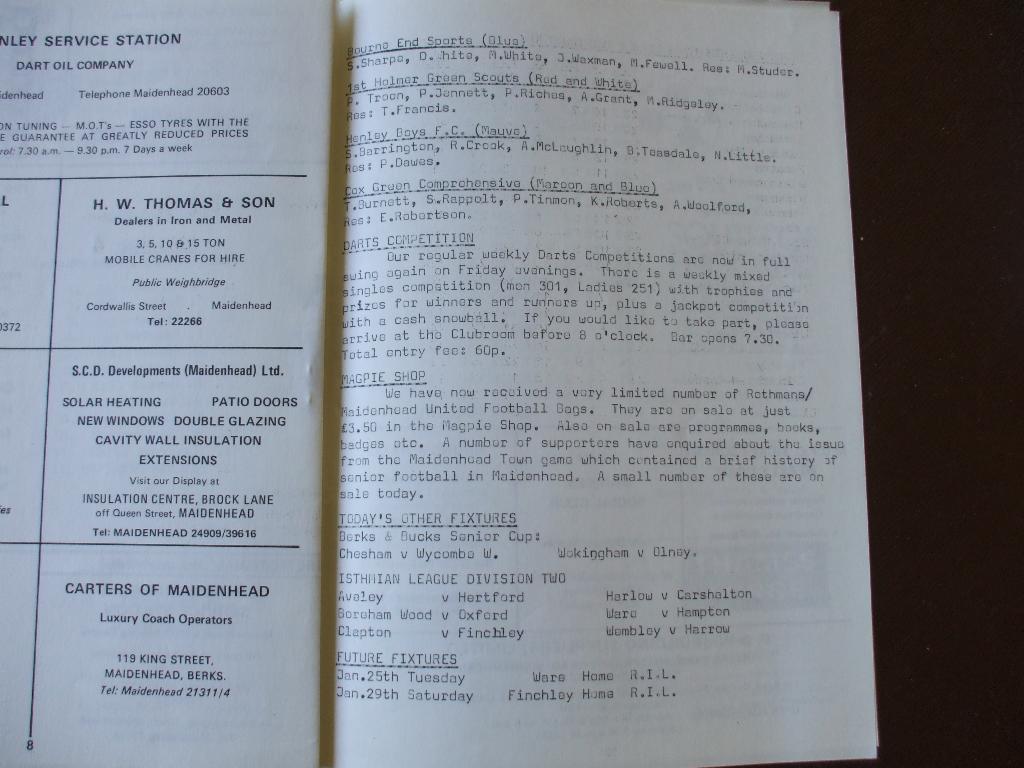 NLEY SERVICE STATION
DART OIL COMPANY
idenhead Telephone Maidenhead 20603
ON TUNING — M.O.T's — ESSO TYRES WITH THE
E GUARANTEE AT GREATLY REDUCED PRICES
rol: 7.30 a.m. — 9.30 p.m. 7 Days a week
L
0372
ies
H. W. THOMAS & SON
Dealers in Iron and Metal
3, 5, 10 & 15 TON
MOBILE CRANES FOR HIRE
Public Weighbridge
Cordwallis Street . Maidenhead
Tel: 22266
S.C.D. Developments (Maidenhead) Ltd.
SOLAR HEATING PATIO DOORS
NEW WINDOWS DOUBLE GLAZING
CAVITY WALL INSULATION
EXTENSIONS
Visit our Display at
INSULATION CENTRE, BROCK LANE
off Queen Street, MAIDENHEAD
Tel: MAIDENHEAD 24909/39616
CARTERS OF MAIDENHEAD
Luxury Coach Operators
119 KING STREET,
MAIDENHEAD, BERKS.
Tel: Maidenhead 21311/4
8
Bourne End Sports (Blue)
S.Sharpe, D.White, M.White, J.Waxman, M.Fewell. Res: M.Studer.
1st Holmer Green Scouts (Red and White)
P. Troon, P.Jennett, P.Riches, A.Grant, M.Ridgeley.
Res: T.Francis.
Henley Boys F.C. (Mauve)
S.Barrington, R.Crook, A.McLaughlin, B.Teasdale, N.Little.
Res: P.Dawes.
Cox Green Comprehensive (Maroon and Blue)
T.Burnett, S.Rappolt, P.Tinmon, K.Roberts, A.Woolford,
Res: E.Robertson.
DARTS COMPETITION
Our regular weekly Darts Competitions are now in full
swing again on Friday evenings. There is a weekly mixed
singles competition (men 301, Ladies 251) with trophies and
prizes for winners and runners up, plus a jackpot competition
with a cash snowball. If you would like to take part, please
arrive at the Clubroom before 8 o'clock. Bar opens 7.30.
Total entry fee: 60p.
MAGPIE SHOP
We have now received a very limited number of Rothmans/
Maidenhead United Football Bags. They are on sale at just
£3.50 in the Magpie Shop. Also on sale are programmes, books,
badges etc. A number of supporters have enquired about the issue
from the Maidenhead Town game which contained a brief history of
senior football in Maidenhead. A small number of these are on
sale today.
TODAY'S OTHER FIXTURES
Berks & Bucks Senior Cup:
Chesham v Wycombe W. Wokingham v Olney.
ISTHMIAN LEAGUE DIVISION TWO
Aveley v Hertford Harlow v Carshalton
Boreham Wood v Oxford Ware v Hampton
Clapton v Finchley Wembley v Harrow
FUTURE FIXTURES
Jan.25th Tuesday Ware Home R.I.L.
Jan.29th Saturday Finchley Home R.I.L.